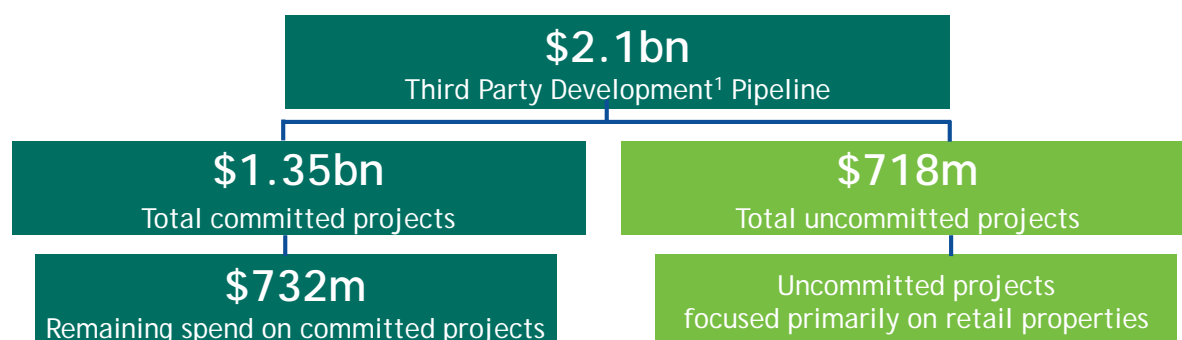 $2.1bn
Third Party Development¹ Pipeline
$1.35bn
Total committed projects
$718m
Total uncommitted projects
$732m
Remaining spend on committed projects
Uncommitted projects
focused primarily on retail properties